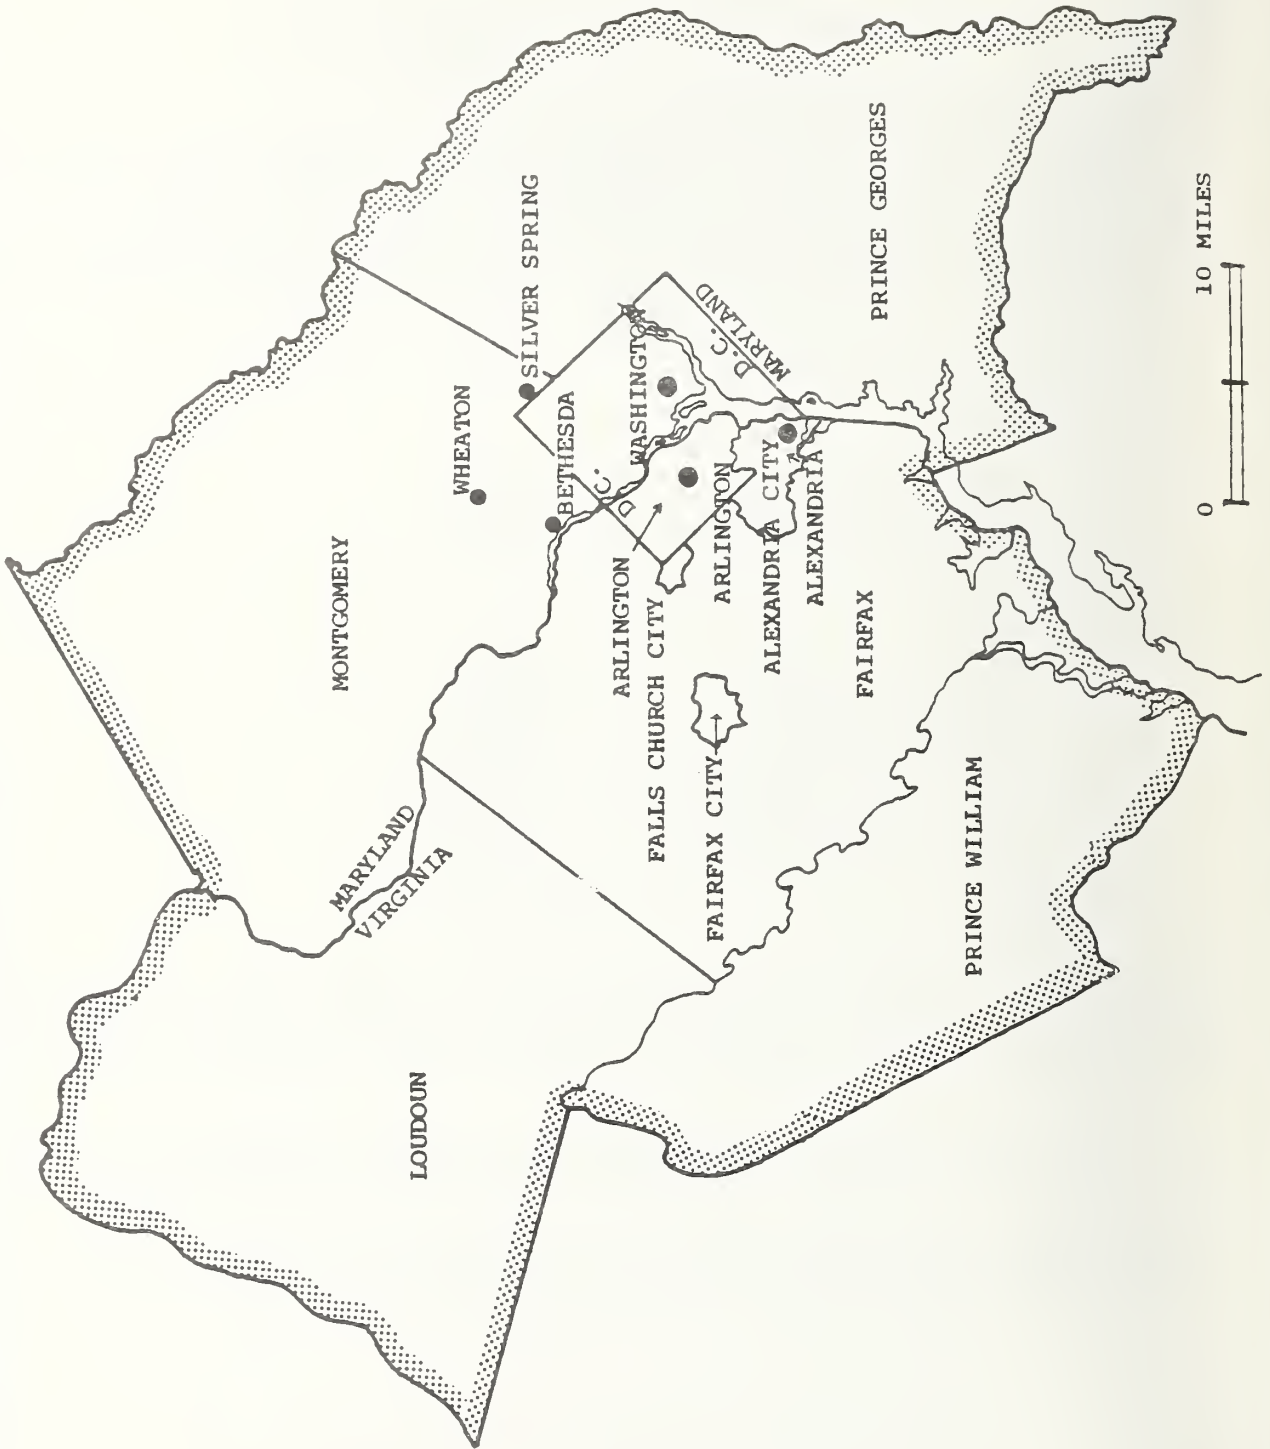 MONTGOMERY
WHEATON
SILVER SPRING
BETHESDA
MARYLAND
VIRGINIA
LOUDOUN
D.C.
WASHINGTON
D.C.
MARYLAND
ARLINGTON
FALLS CHURCH CITY
ARLINGTON
FAIRFAX CITY
ALEXANDRIA CITY
ALEXANDRIA
FAIRFAX
PRINCE GEORGES
PRINCE WILLIAM
0 10 MILES